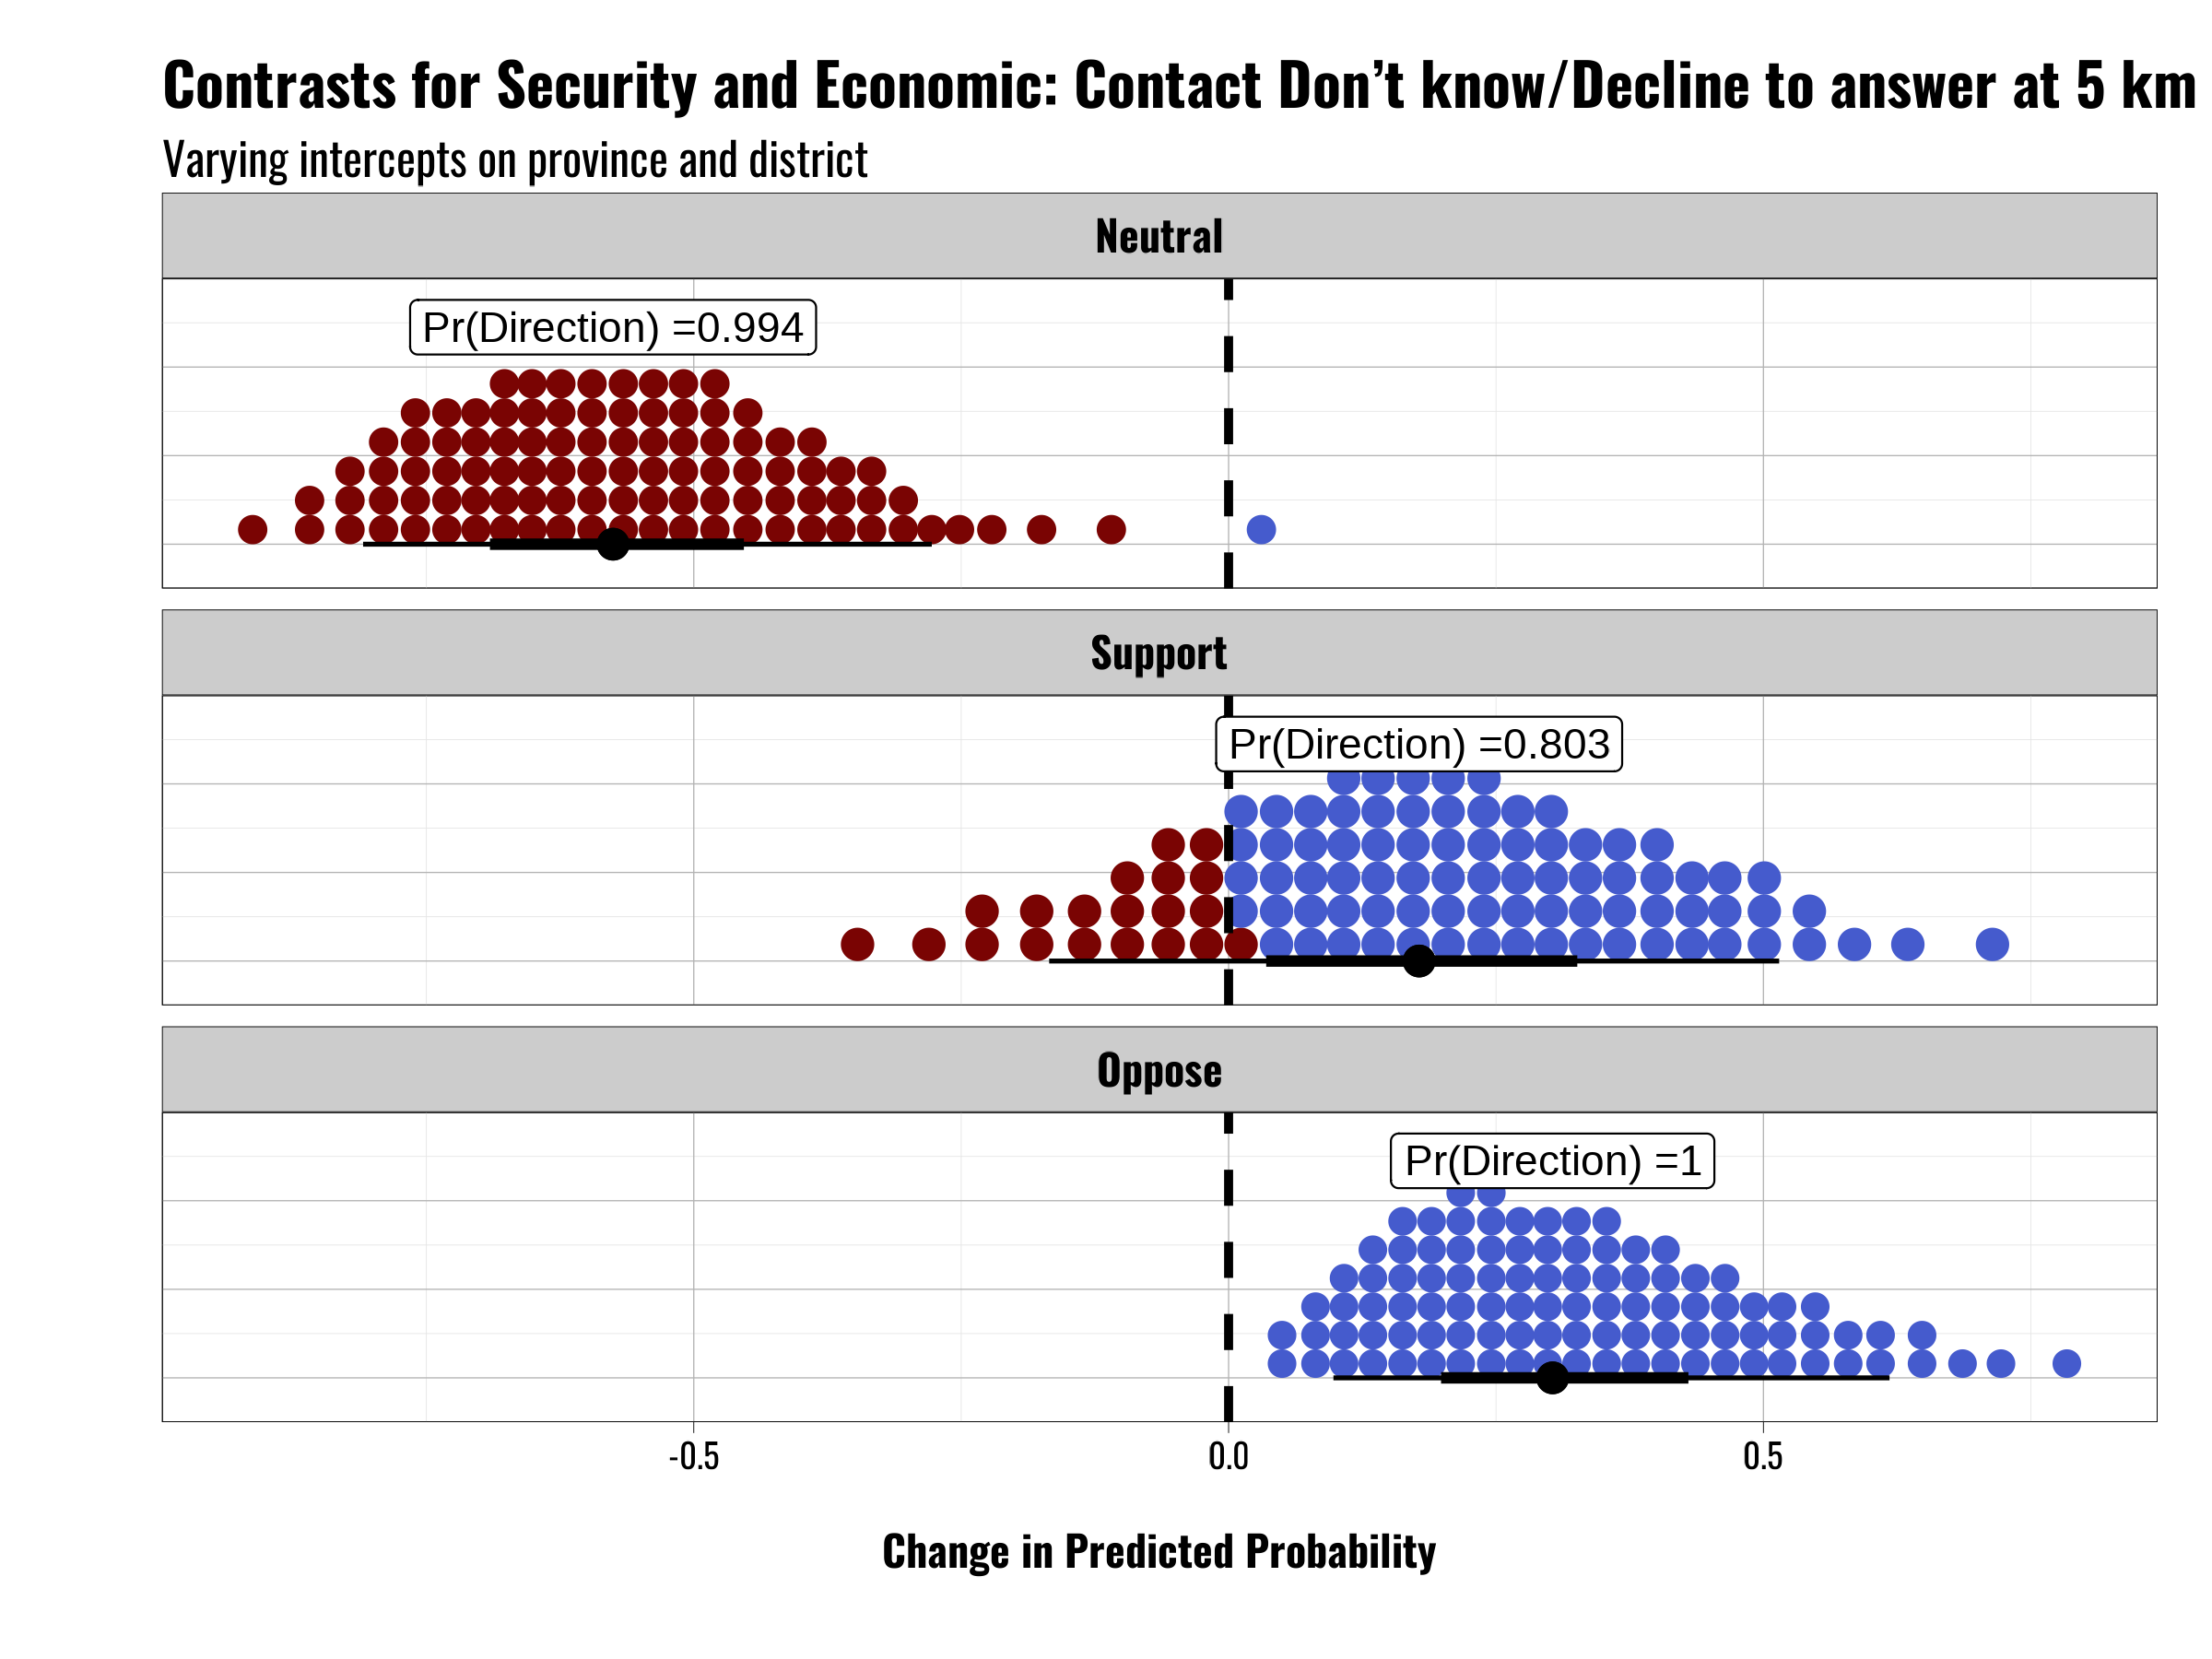 Contrasts for Security and Economic: Contact Don’t know/Decline to answer at 5 km
Varying intercepts on province and district
Neutral
Pr(Direction) =0.994
Support
Pr(Direction) =0.803
Oppose
Pr(Direction) =1
-0.5 0.0 0.5
Change in Predicted Probability